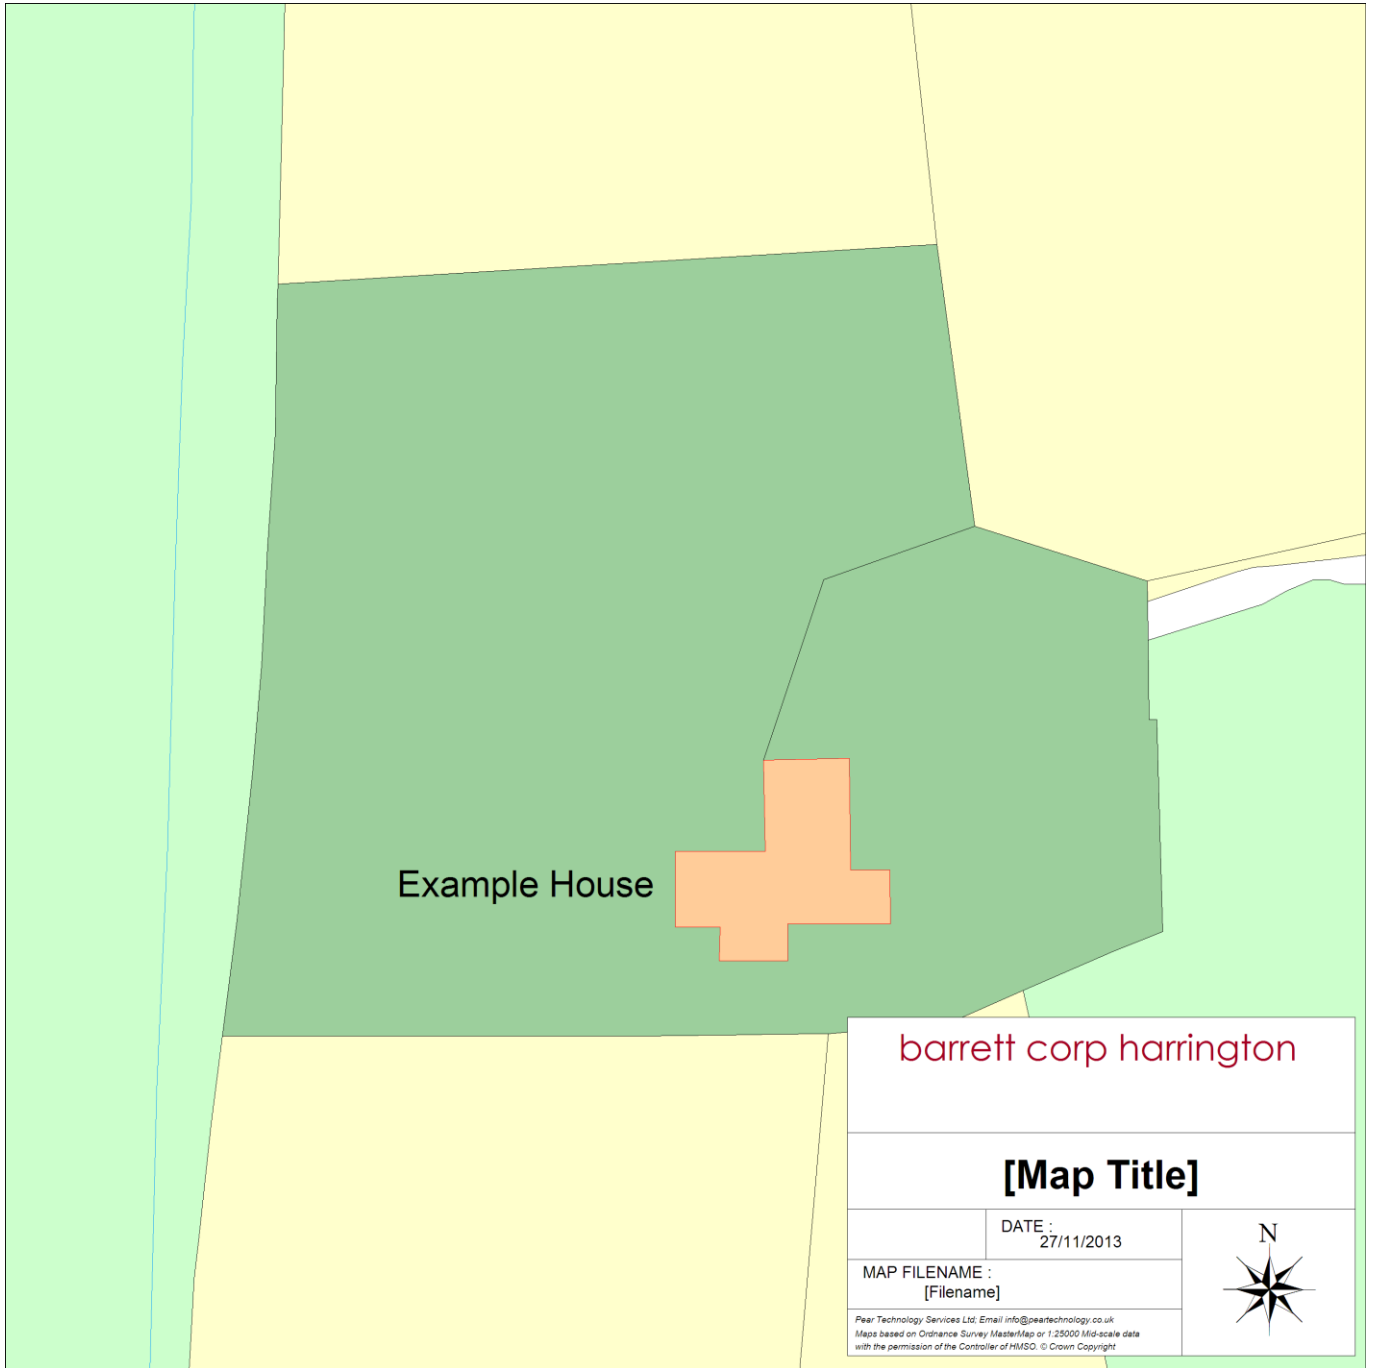 Example House
barrett corp harrington
[Map Title]
DATE :
27/11/2013
N
MAP FILENAME :
[Filename]
Pear Technology Services Ltd; Email info@peartechnology.co.uk
Maps based on Ordnance Survey MasterMap or 1:25000 Mid-scale data
with the permission of the Controller of HMSO. © Crown Copyright